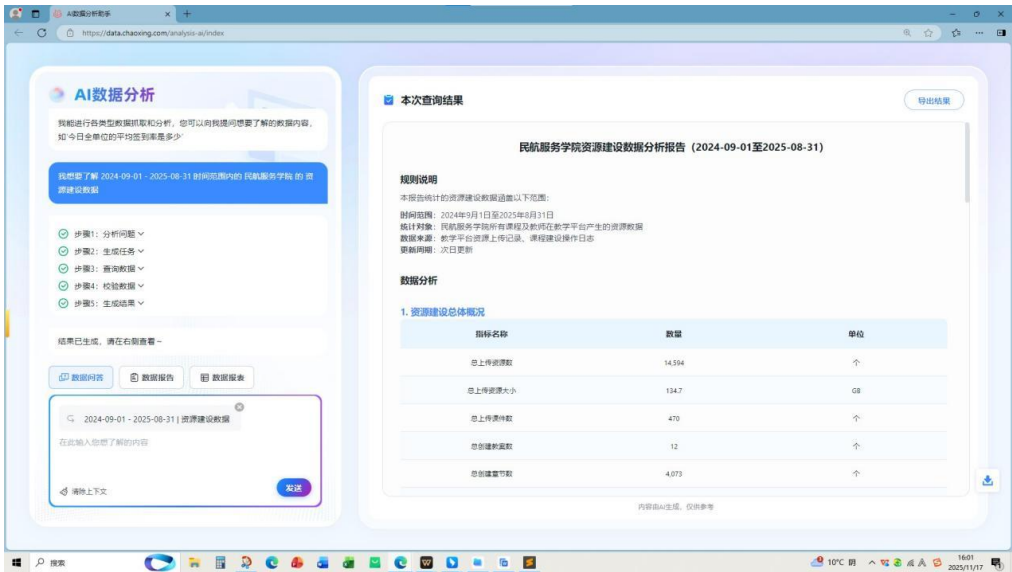 AI数据分析助手
https://data.chaoxing.com/analysis-ai/index
AI数据分析
我能进行各类型数据抓取和分析，您可以向我提问想要了解的数据内容，
如'今日全单位的平均签到率是多少'
我想要了解 2024-09-01 - 2025-08-31 时间范围内的 民航服务学院 的 资
源建设数据
步骤1：分析问题
步骤2：生成任务
步骤3：查询数据
步骤4：校验数据
步骤5：生成结果
结果已生成，请在右侧查看~
数据问答 数据报告 数据报表
2024-09-01 - 2025-08-31 | 资源建设数据
在此输入您想了解的内容
清除上下文 发送
本次查询结果 导出结果
民航服务学院资源建设数据分析报告（2024-09-01至2025-08-31）
规则说明
本报告统计的资源建设数据涵盖以下范围：
时间范围：2024年9月1日至2025年8月31日
统计对象：民航服务学院所有课程及教师在教学平台产生的资源数据
数据来源：教学平台资源上传记录、课程建设操作日志
更新周期：次日更新
数据分析
1. 资源建设总体概况
指标名称 数量 单位
总上传资源数 14,594 个
总上传资源大小 134.7 GB
总上传课件数 470 个
总创建教案数 12 个
总创建章节数 4,073 个
内容由AI生成，仅供参考
搜索
10°C 阴
16:01
2025/11/17